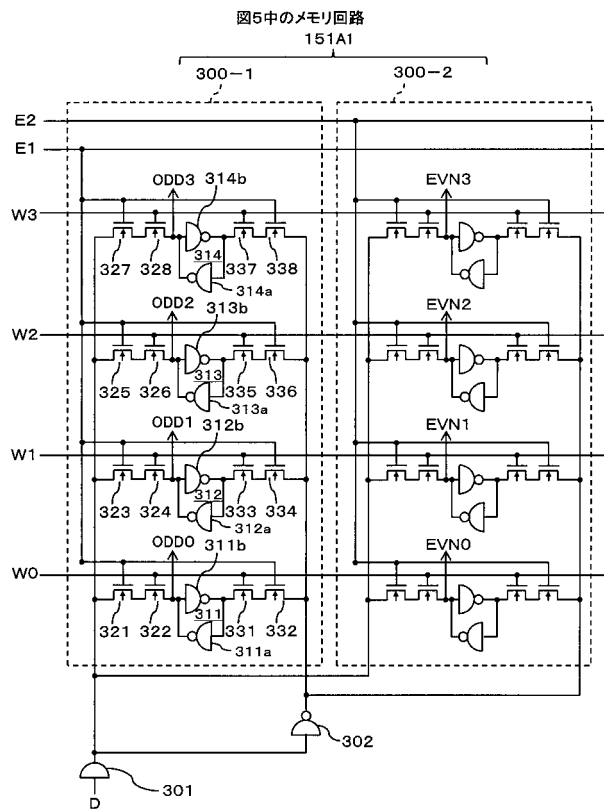 図5中のメモリ回路
151A1
300-1
300-2
E2
E1
ODD3
314b
EVN3
W3
327
328
314
337
338
314a
ODD2
313b
EVN2
W2
325
326
313
335
336
313a
ODD1
312b
EVN1
W1
323
324
312
333
334
312a
ODD0
311b
EVN0
W0
321
322
311
331
332
311a
302
301
D